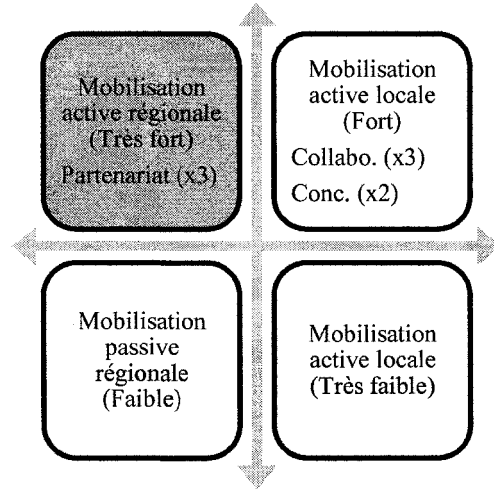 Mobilisation
active régionale
(Très fort)
Partenariat (x3)
Mobilisation
active locale
(Fort)
Collabo. (x3)
Conc. (x2)
Mobilisation
passive
régionale
(Faible)
Mobilisation
active locale
(Très faible)